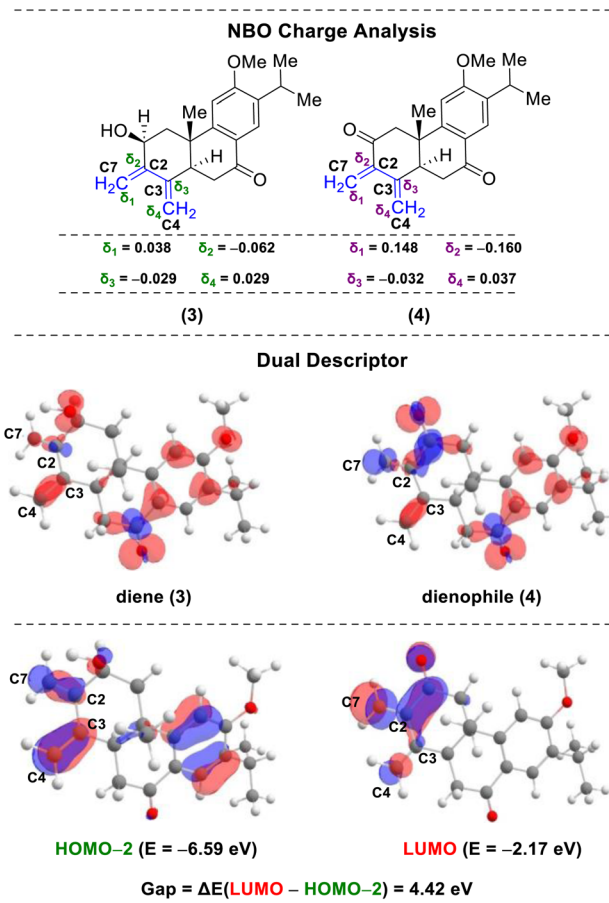 NBO Charge Analysis
OMe
Me
Me
H
Me
HO
H
C7
δ2
C2
H2C
C3
δ3
O
δ1
δ4
CH2
C4
OMe
Me
Me
Me
O
H
C7
δ2
C2
H2C
C3
δ3
O
δ1
δ4
CH2
C4
δ1 = 0.038 δ2 = −0.062 δ1 = 0.148 δ2 = −0.160
δ3 = −0.029 δ4 = 0.029 δ3 = −0.032 δ4 = 0.037
(3) (4)
Dual Descriptor
C7
C2
C3
C4
C7
C2
C3
C4
diene (3) dienophile (4)
C7
C2
C3
C4
C7
C2
C3
C4
HOMO−2 (E = −6.59 eV) LUMO (E = −2.17 eV)
Gap = ΔE(LUMO − HOMO−2) = 4.42 eV